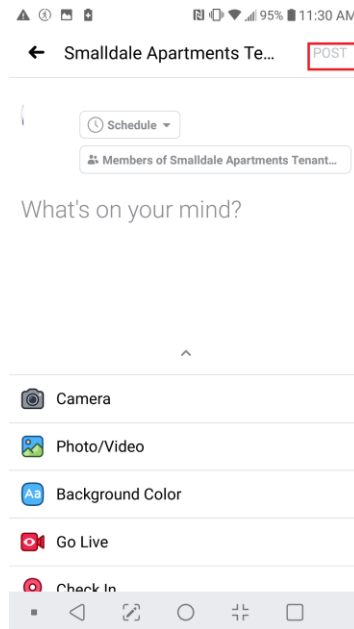 95% 11:30 AM
Smalldale Apartments Te... POST
Schedule
Members of Smalldale Apartments Tenant...
What's on your mind?
Camera
Photo/Video
Aa Background Color
Go Live
Check In